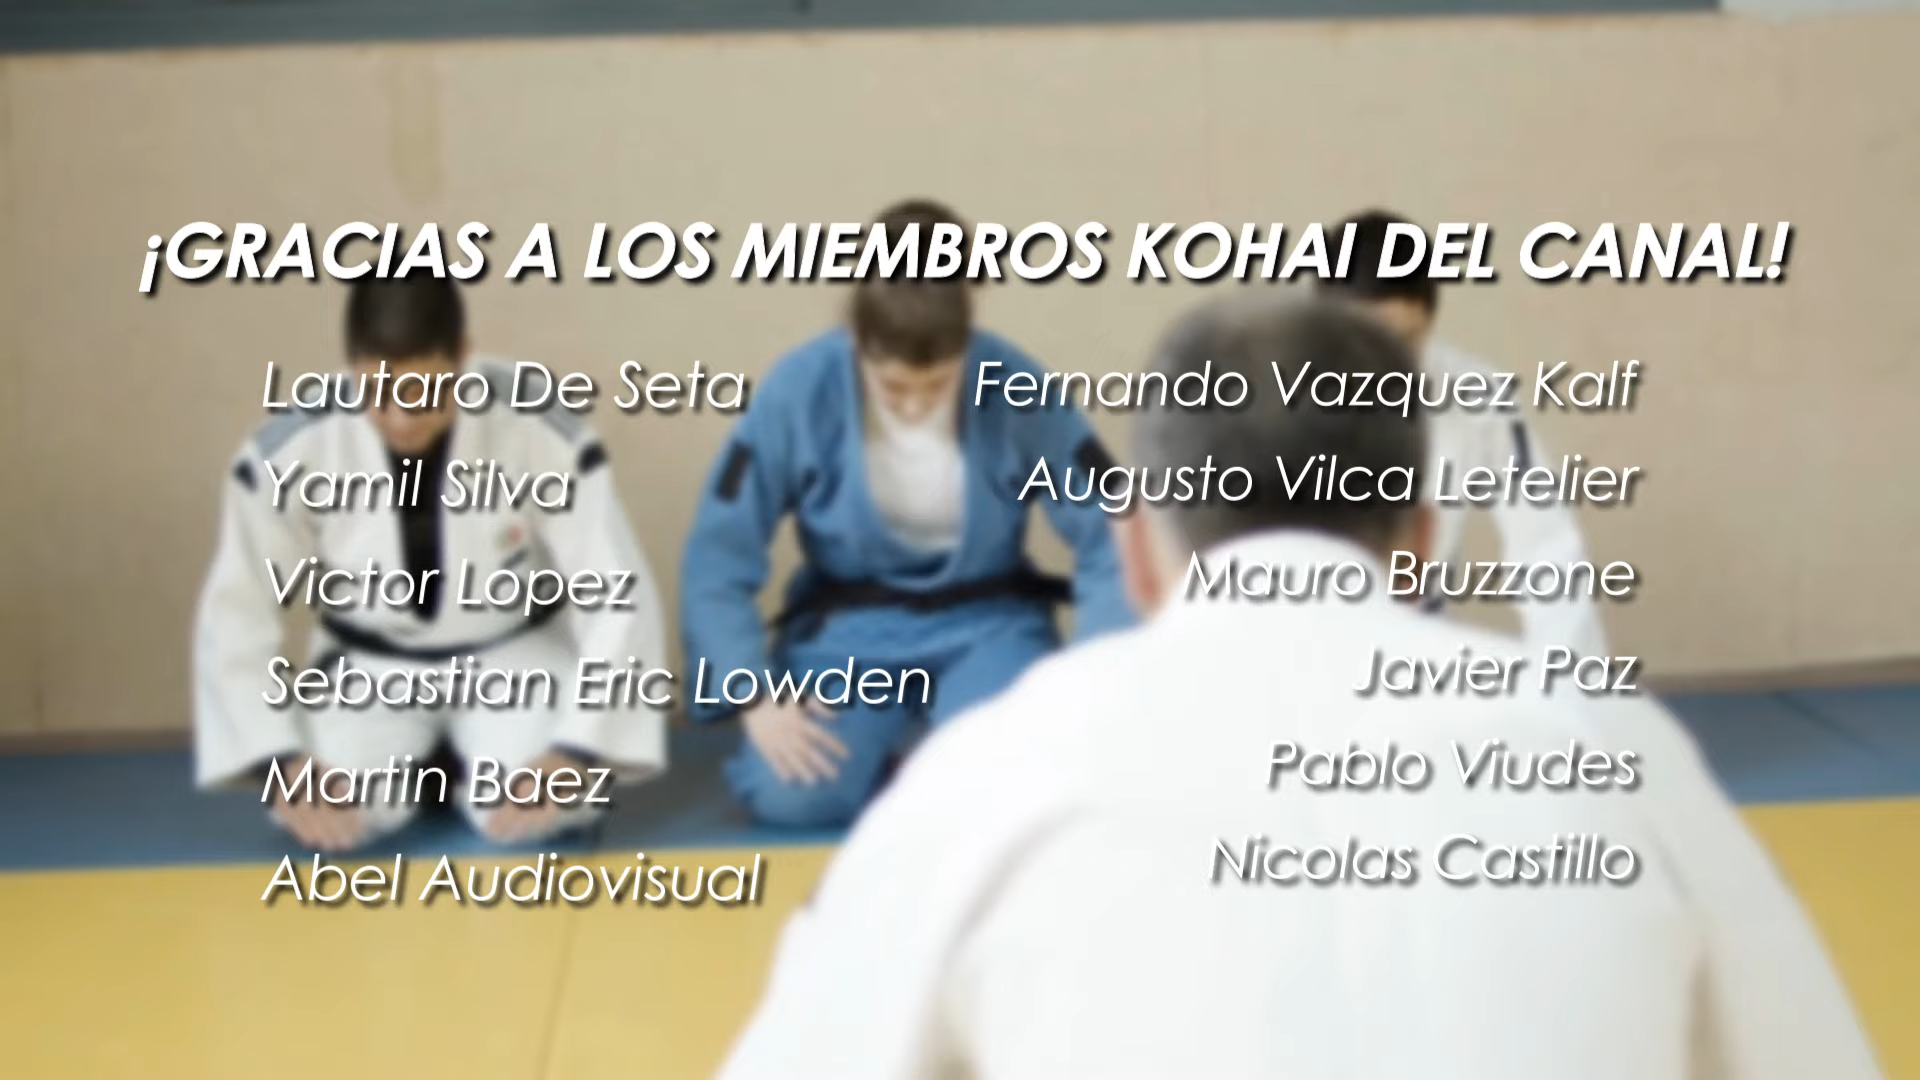 ¡GRACIAS A LOS MIEMBROS KOHAI DEL CANAL!
Lautaro De Seta
Yamil Silva
Victor Lopez
Sebastian Eric Lowden
Martin Baez
Abel Audiovisual
Fernando Vazquez Kalf
Augusto Vilca Letelier
Mauro Bruzzone
Javier Paz
Pablo Viudes
Nicolas Castillo